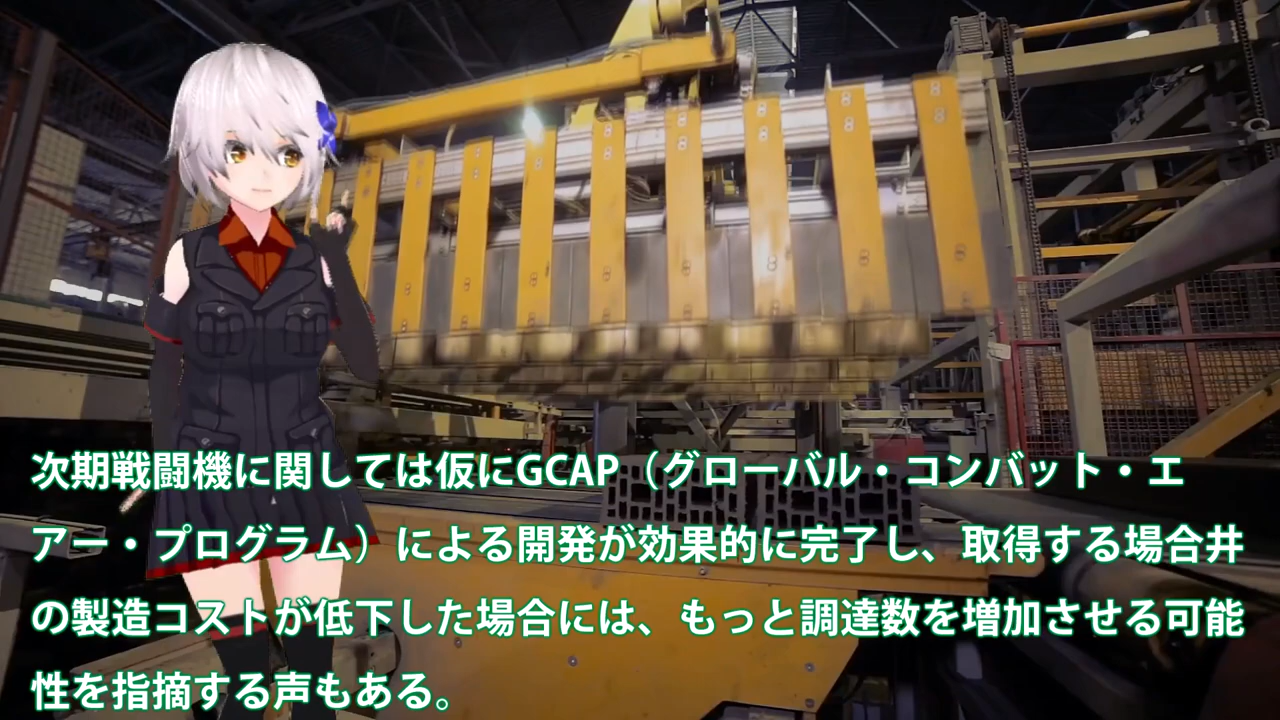 次期戦闘機に関しては仮にGCAP（グローバル・コンバット・エ
アー・プログラム）による開発が効果的に完了し、取得する場合井
の製造コストが低下した場合には、もっと調達数を増加させる可能
性を指摘する声もある。